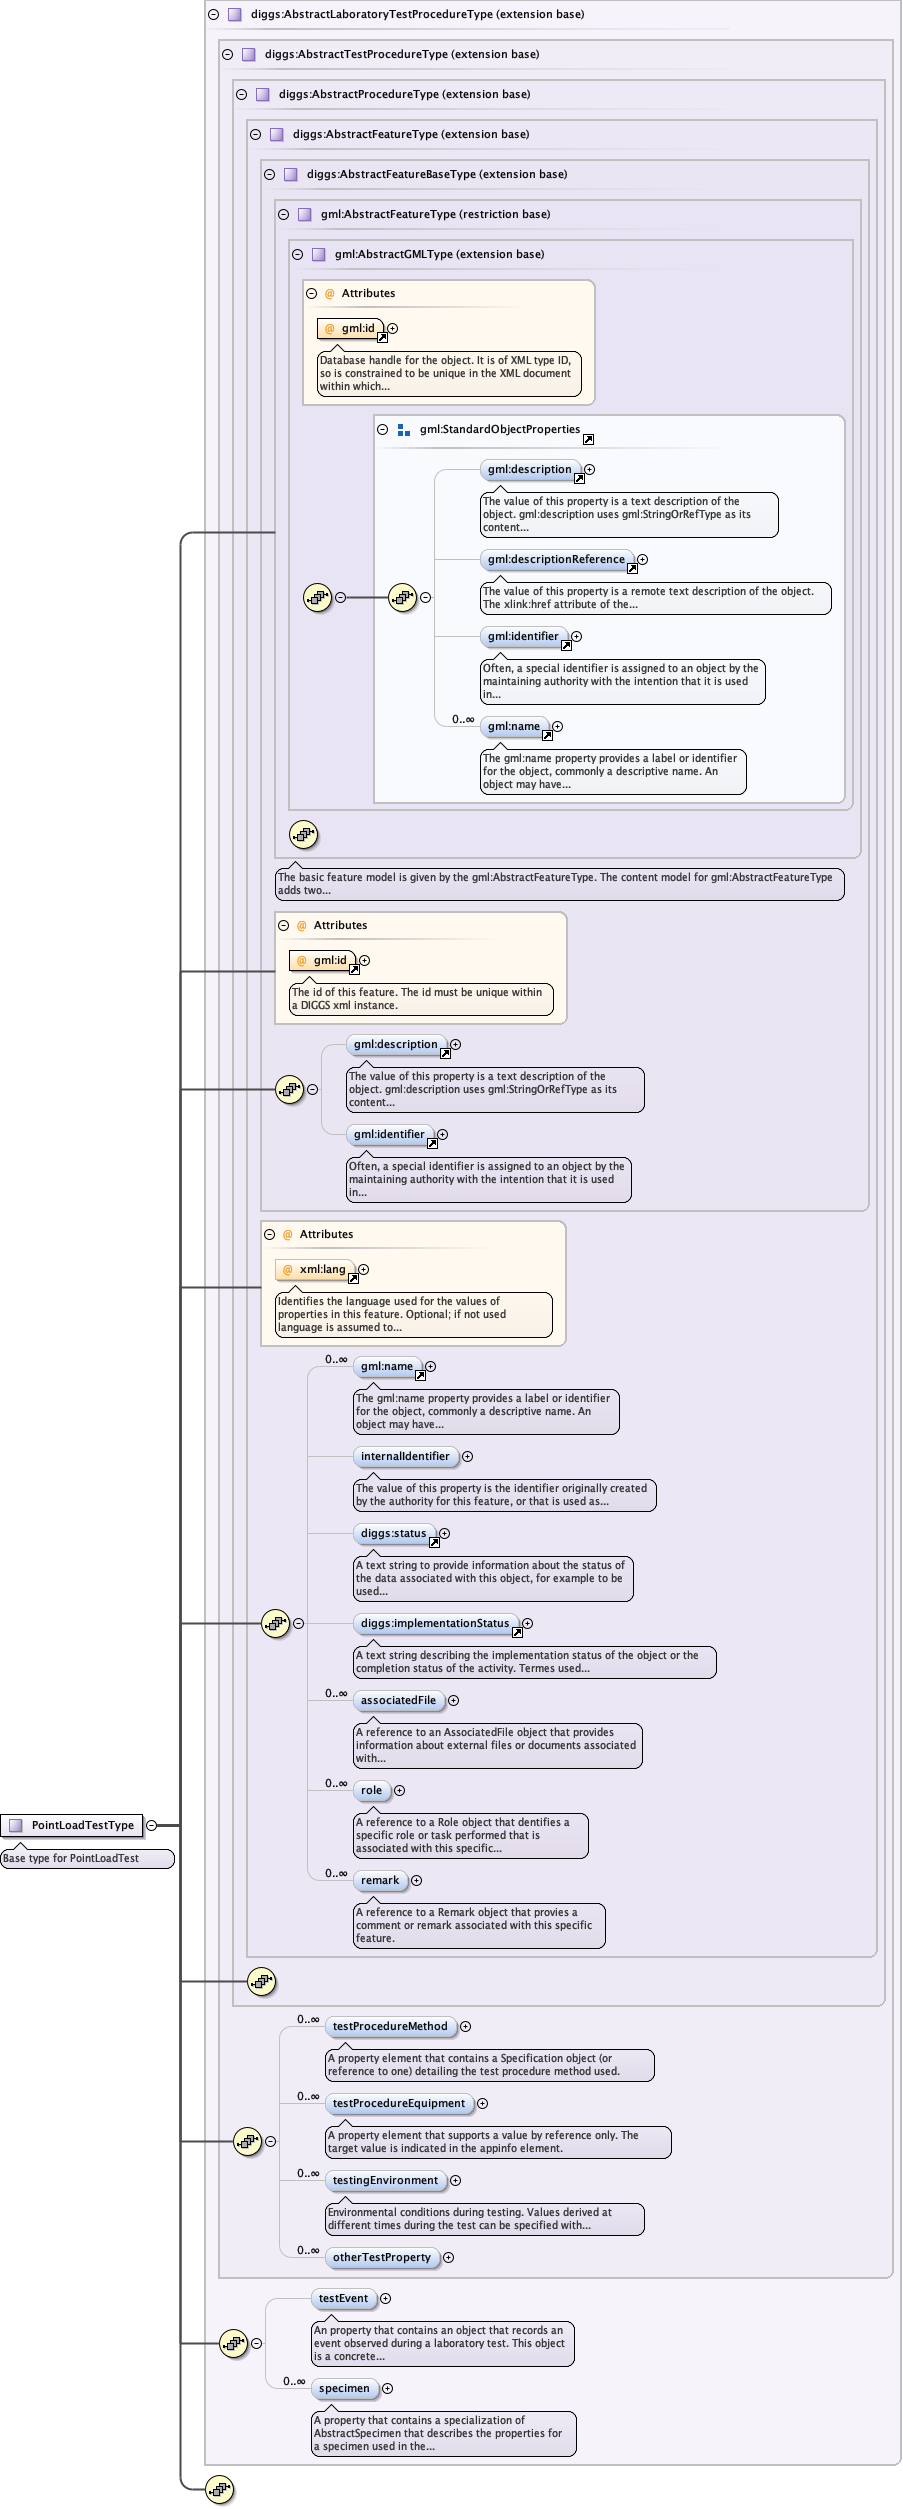 diggs:AbstractLaboratoryTestProcedureType (extension base)
diggs:AbstractTestProcedureType (extension base)
diggs:AbstractProcedureType (extension base)
diggs:AbstractFeatureType (extension base)
diggs:AbstractFeatureBaseType (extension base)
gml:AbstractFeatureType (restriction base)
gml:AbstractGMLType (extension base)
@ Attributes
@ gml:id
Database handle for the object. It is of XML type ID,
so is constrained to be unique in the XML document
within which...
gml:StandardObjectProperties
gml:description
The value of this property is a text description of the
object. gml:description uses gml:StringOrRefType as its
content...
gml:descriptionReference
The value of this property is a remote text description of the object.
The xlink:href attribute of the...
gml:identifier
Often, a special identifier is assigned to an object by the
maintaining authority with the intention that it is used
in...
0..∞
gml:name
The gml:name property provides a label or identifier
for the object, commonly a descriptive name. An
object may have...
The basic feature model is given by the gml:AbstractFeatureType. The content model for gml:AbstractFeatureType
adds two...
@ Attributes
@ gml:id
The id of this feature. The id must be unique within
a DIGGS xml instance.
gml:description
The value of this property is a text description of the
object. gml:description uses gml:StringOrRefType as its
content...
gml:identifier
Often, a special identifier is assigned to an object by the
maintaining authority with the intention that it is used
in...
@ Attributes
@ xml:lang
Identifies the language used for the values of
properties in this feature. Optional; if not used
language is assumed to...
0..∞
gml:name
The gml:name property provides a label or identifier
for the object, commonly a descriptive name. An
object may have...
internalIdentifier
The value of this property is the identifier originally created
by the authority for this feature, or that is used as...
diggs:status
A text string to provide information about the status of
the data associated with this object, for example to be
used...
diggs:implementationStatus
A text string describing the implementation status of the object or the
completion status of the activity. Termes used...
0..∞
associatedFile
A reference to an AssociatedFile object that provides
information about external files or documents associated
with...
0..∞
role
A reference to a Role object that dentifies a
specific role or task performed that is
associated with this specific...
PointLoadTestType
Base type for PointLoadTest
0..∞
remark
A reference to a Remark object that provies a
comment or remark associated with this specific
feature.
0..∞
testProcedureMethod
A property element that contains a Specification object (or
reference to one) detailing the test procedure method used.
0..∞
testProcedureEquipment
A property element that supports a value by reference only. The
target value is indicated in the appinfo element.
0..∞
testingEnvironment
Environmental conditions during testing. Values derived at
different times during the test can be specified with...
0..∞
otherTestProperty
testEvent
An property that contains an object that records an
event observed during a laboratory test. This object
is a concrete...
0..∞
specimen
A property that contains a specialization of
AbstractSpecimen that describes the properties for
a specimen used in the...